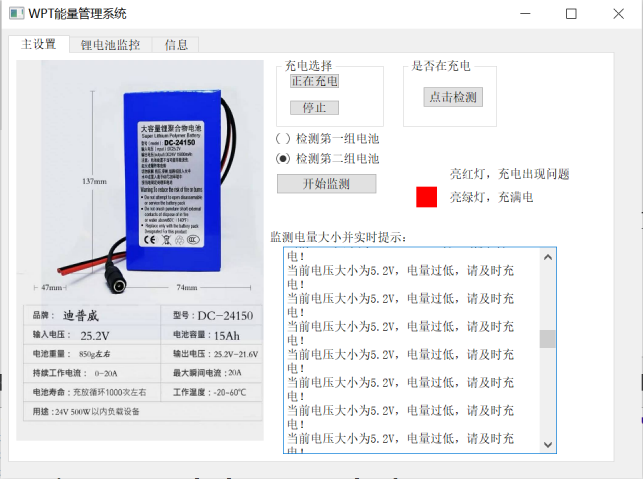 WPT能量管理系统
主设置
锂电池监控
信息
137mm
47mm
74mm
大容量锂聚合物电池
Super Lithium Polymer Battery
DC-24150
Warning to reduce the risk of fire or burns
品牌： 迪普威
型号：DC-24150
输入电压： 25.2V
电池容量：15Ah
电池重量： 850g左右
输出电压：25.2V-21.6V
持续工作电流： 0-20A
最大瞬间电流：20A
电池寿命：充放循环1000次左右
工作温度：-20~60℃
用途：24V 500W以内负载设备
充电选择
正在充电
停止
是否在充电
点击检测
检测第一组电池
检测第二组电池
开始监测
亮红灯，充电出现问题
亮绿灯，充满电
监测电量大小并实时提示：
电！
当前电压大小为5.2V，电量过低，请及时充
电！
当前电压大小为5.2V，电量过低，请及时充
电！
当前电压大小为5.2V，电量过低，请及时充
电！
当前电压大小为5.2V，电量过低，请及时充
电！
当前电压大小为5.2V，电量过低，请及时充
电！
当前电压大小为5.2V，电量过低，请及时充
电！
当前电压大小为5.2V，电量过低，请及时充